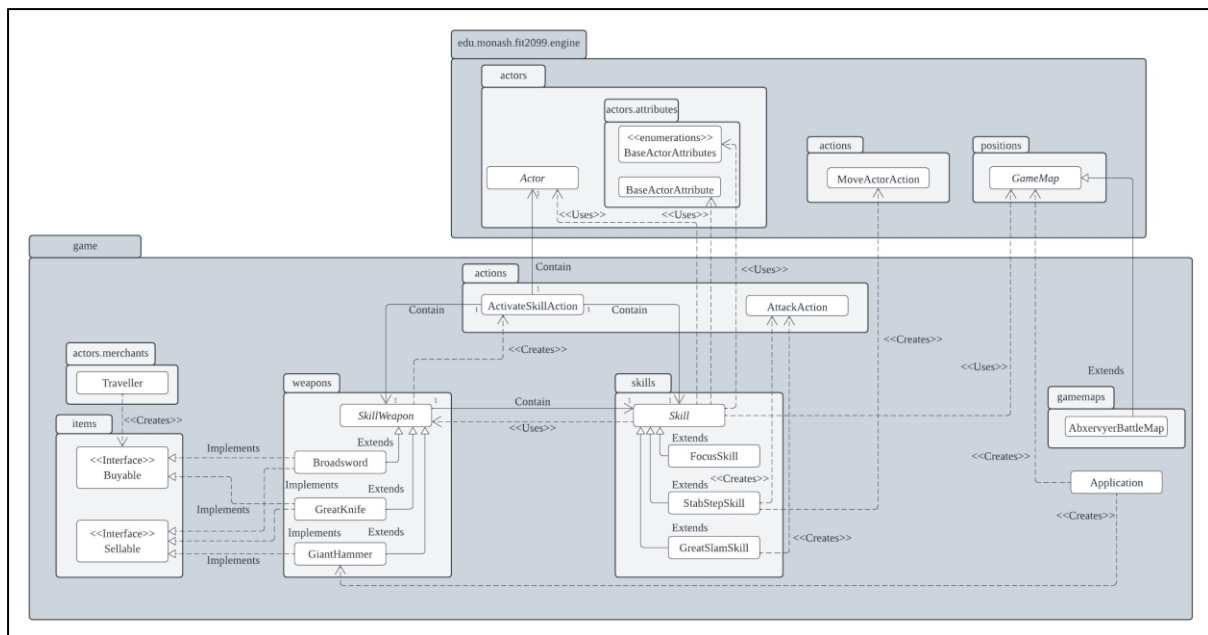 edu.monash.fit2099.engine
actors
actors.attributes
<<enumerations>>
BaseActorAttributes
actions
positions
Actor
BaseActorAttribute
MoveActorAction
GameMap
1
<<Uses>>
<<Uses>>
game
Contain
actions
<<Uses>>
1
ActivateSkillAction
AttackAction
Contain
1
1
Contain
<<Creates>>
<<Creates>>
actors.merchants
Traveller
<<Uses>>
Extends
weapons
skills
gamemaps
items
<<Creates>>
1
1
Contain
1
1
SkillWeapon
Skill
AbxervyerBattleMap
<<Uses>>
Implements
Extends
Extends
<<Interface>>
Buyable
Broadsword
FocusSkill
<<Creates>>
<<Creates>>
Application
Implements
Extends
Extends
Implements
GreatKnife
StabStepSkill
<<Creates>>
<<Interface>>
Sellable
Implements
Extends
Extends
GiantHammer
GreatSlamSkill
Implements
<<Creates>>